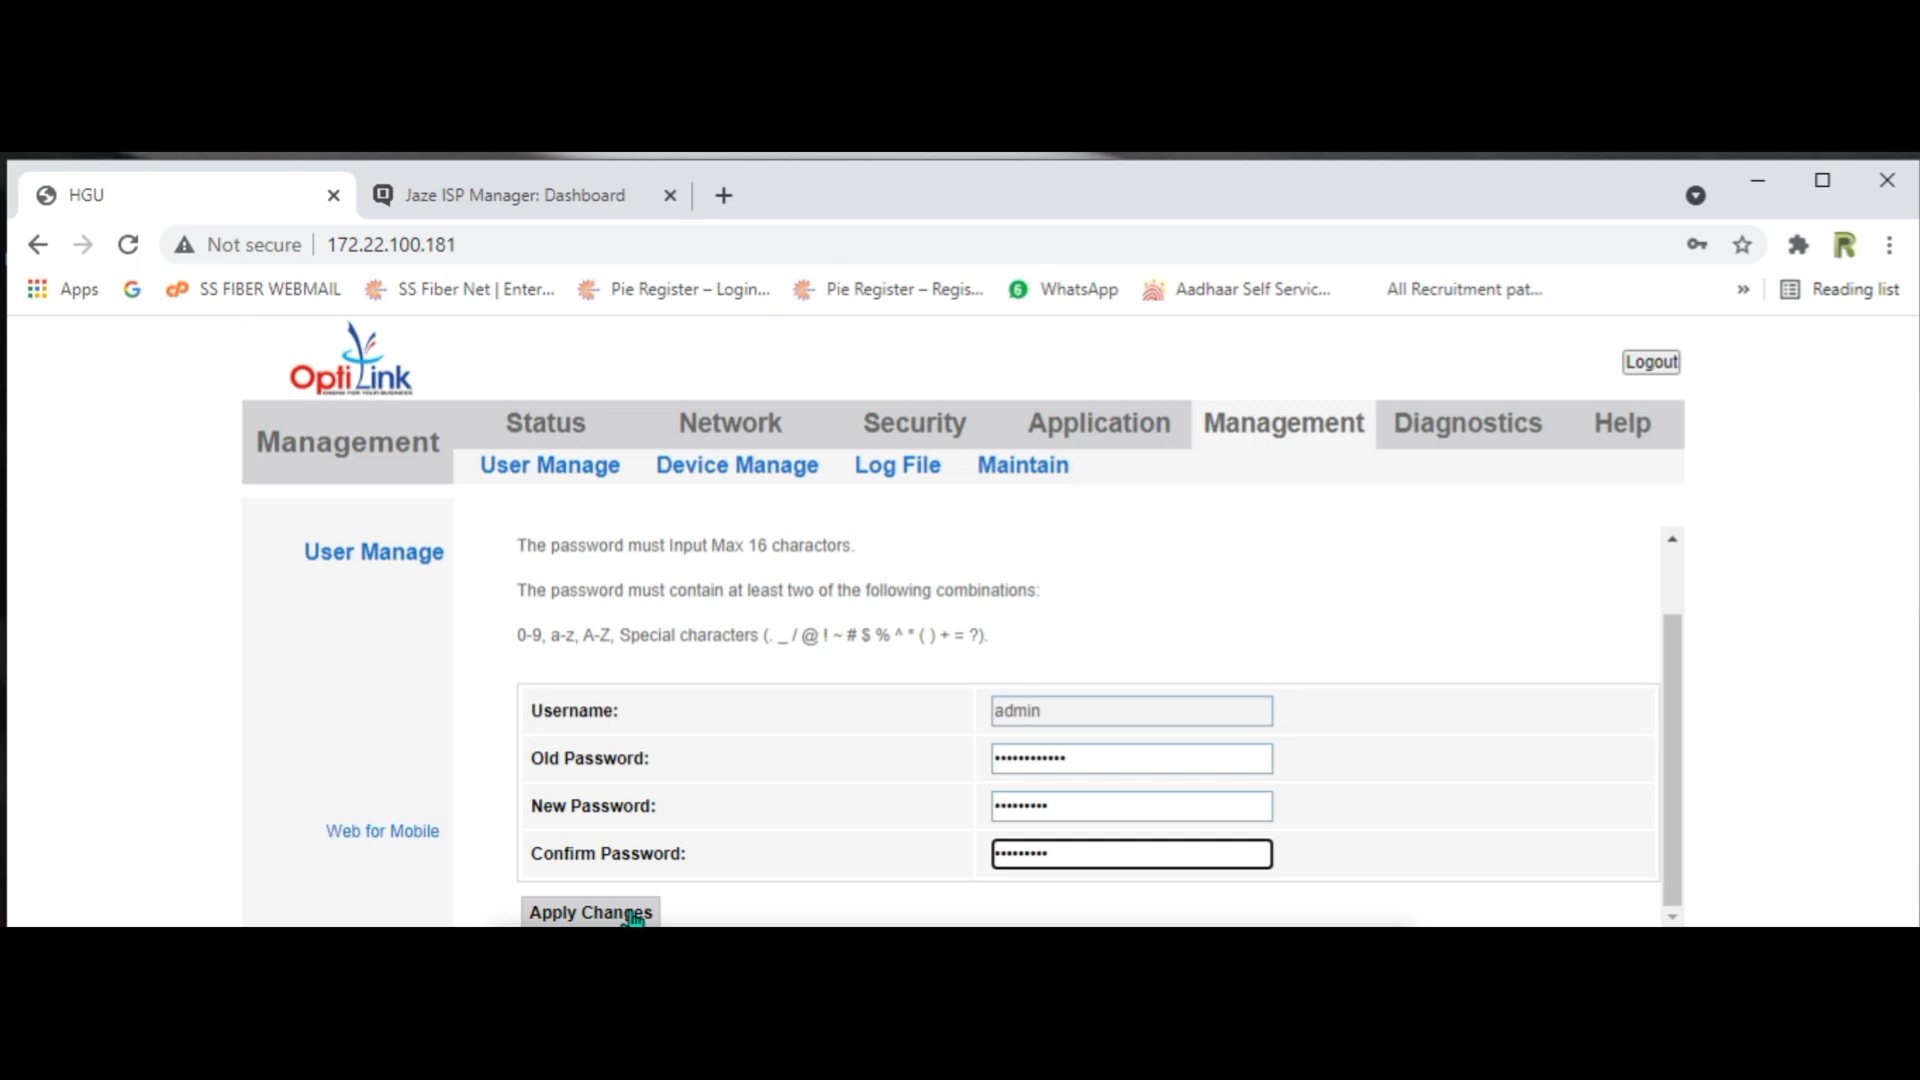 HGU
Jaze ISP Manager: Dashboard
Not secure 172.22.100.181
Apps SS FIBER WEBMAIL SS Fiber Net | Enter... Pie Register – Login... Pie Register – Regis... 6 WhatsApp Aadhaar Self Servic... All Recruitment pat... » Reading list
OptiLink
Logout
Management
Status Network Security Application Management Diagnostics Help
User Manage Device Manage Log File Maintain
User Manage
The password must Input Max 16 charactors.
The password must contain at least two of the following combinations:
0-9, a-z, A-Z, Special characters (. _ / @ ! ~ # $ % ^ * ( ) + = ?).
Username: admin
Old Password: ••••••••••••
New Password: •••••••••
Web for Mobile
Confirm Password: •••••••••
Apply Changes